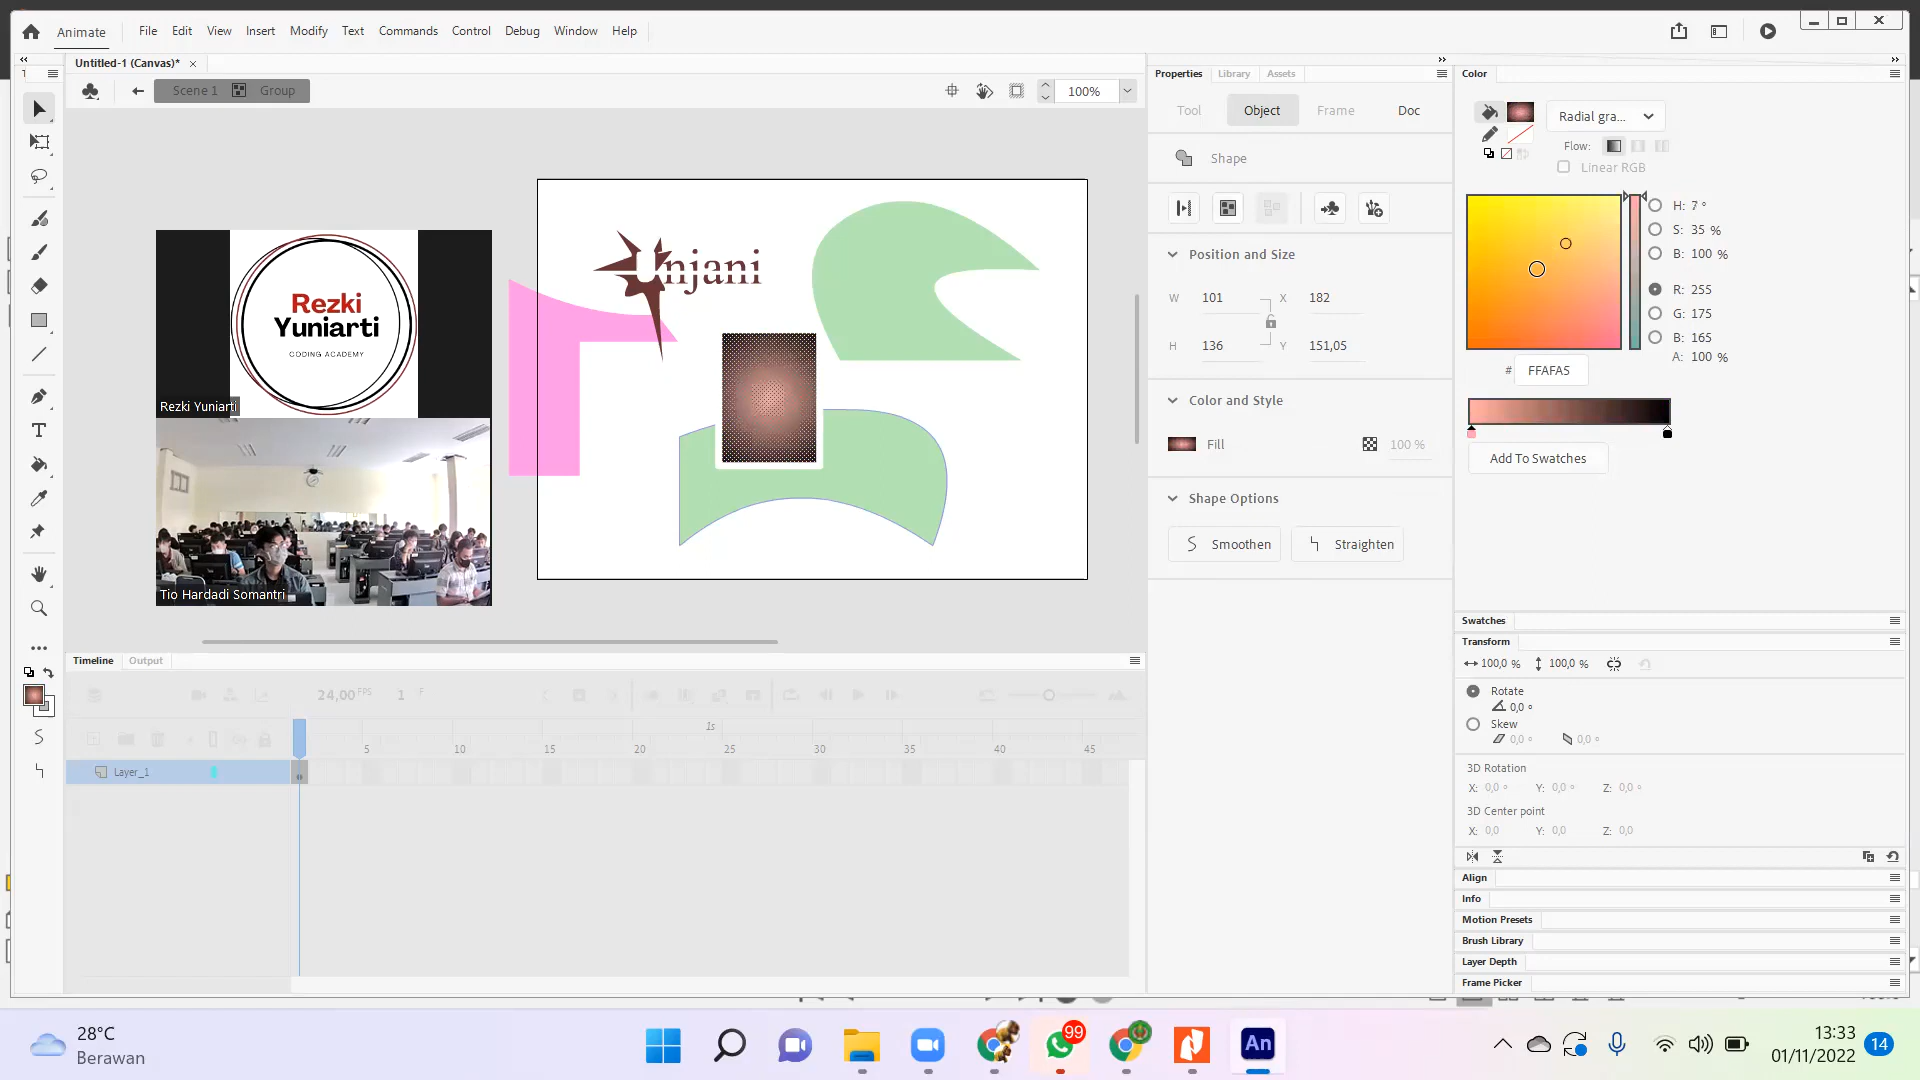 Animate File Edit View Insert Modify Text Commands Control Debug Window Help
Untitled-1 (Canvas)* ×
Scene 1 Group 100%
Rezki
Yuniarti
CODING ACADEMY
Rezki Yuniarti
Tio Hardadi Somantri
Unjani
Timeline Output
24,00 FPS 1 F
1s
5 10 15 20 25 30 35 40 45
Layer_1
Properties Library Assets
Tool Object Frame Doc
Shape
Position and Size
W 101 X 182
H 136 Y 151,05
Color and Style
Fill 100 %
Shape Options
Smoothen Straighten
Color
Radial gra...
Flow:
Linear RGB
H: 7 °
S: 35 %
B: 100 %
R: 255
G: 175
B: 165
A: 100 %
# FFAFA5
Add To Swatches
Swatches
Transform
100,0 % 100,0 %
Rotate
0,0 °
Skew
0,0 ° 0,0 °
3D Rotation
X: 0,0 ° Y: 0,0 ° Z: 0,0 °
3D Center point
X: 0,0 Y: 0,0 Z: 0,0
Align
Info
Motion Presets
Brush Library
Layer Depth
Frame Picker
28°C
Berawan
99
An
13:33
01/11/2022
14